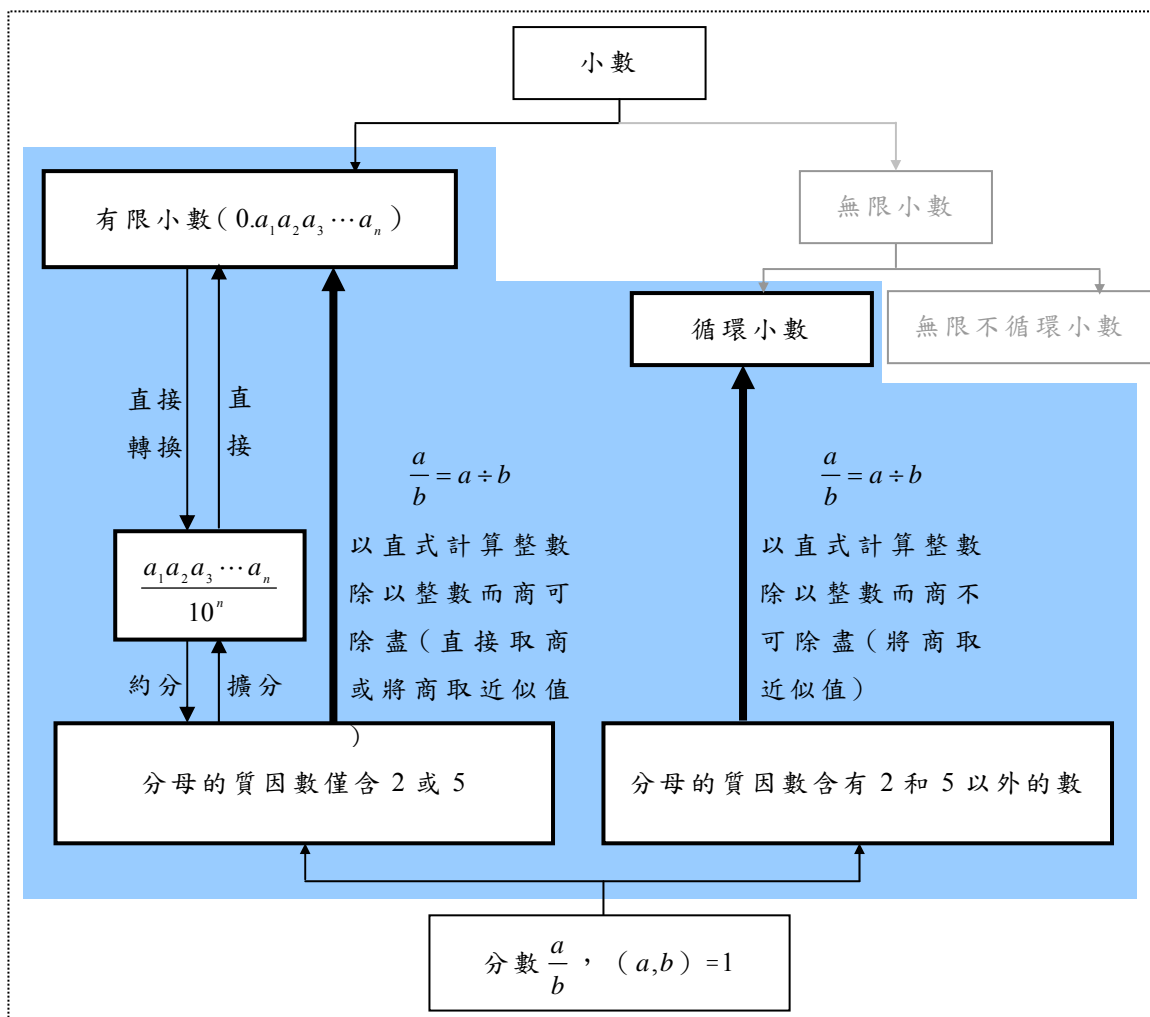 小數
有限小數（0.a₁a₂a₃⋯aₙ）
無限小數
循環小數
無限不循環小數
直接
轉換
直
接
a/b = a ÷ b
以直式計算整數
除以整數而商可
除盡（直接取商
或將商取近似值
）
a/b = a ÷ b
以直式計算整數
除以整數而商不
可除盡（將商取
近似值）
a₁a₂a₃⋯aₙ
10ⁿ
約分
擴分
分母的質因數僅含 2 或 5
分母的質因數含有 2 和 5 以外的數
分數 a/b ，（a,b）=1